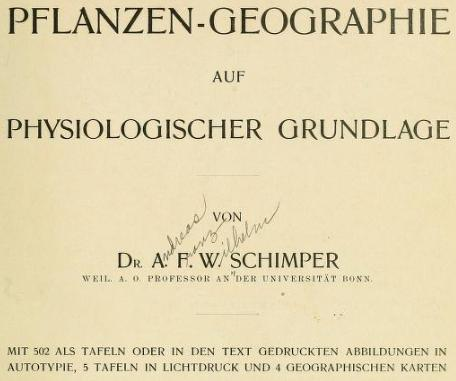 PFLANZEN-GEOGRAPHIE
AUF
PHYSIOLOGISCHER GRUNDLAGE
VON
Andreas
Franz
Wilhelm
DR. A. F. W. SCHIMPER
WEIL. A. O. PROFESSOR AN DER UNIVERSITÄT BONN.
MIT 502 ALS TAFELN ODER IN DEN TEXT GEDRUCKTEN ABBILDUNGEN IN
AUTOTYPIE, 5 TAFELN IN LICHTDRUCK UND 4 GEOGRAPHISCHEN KARTEN